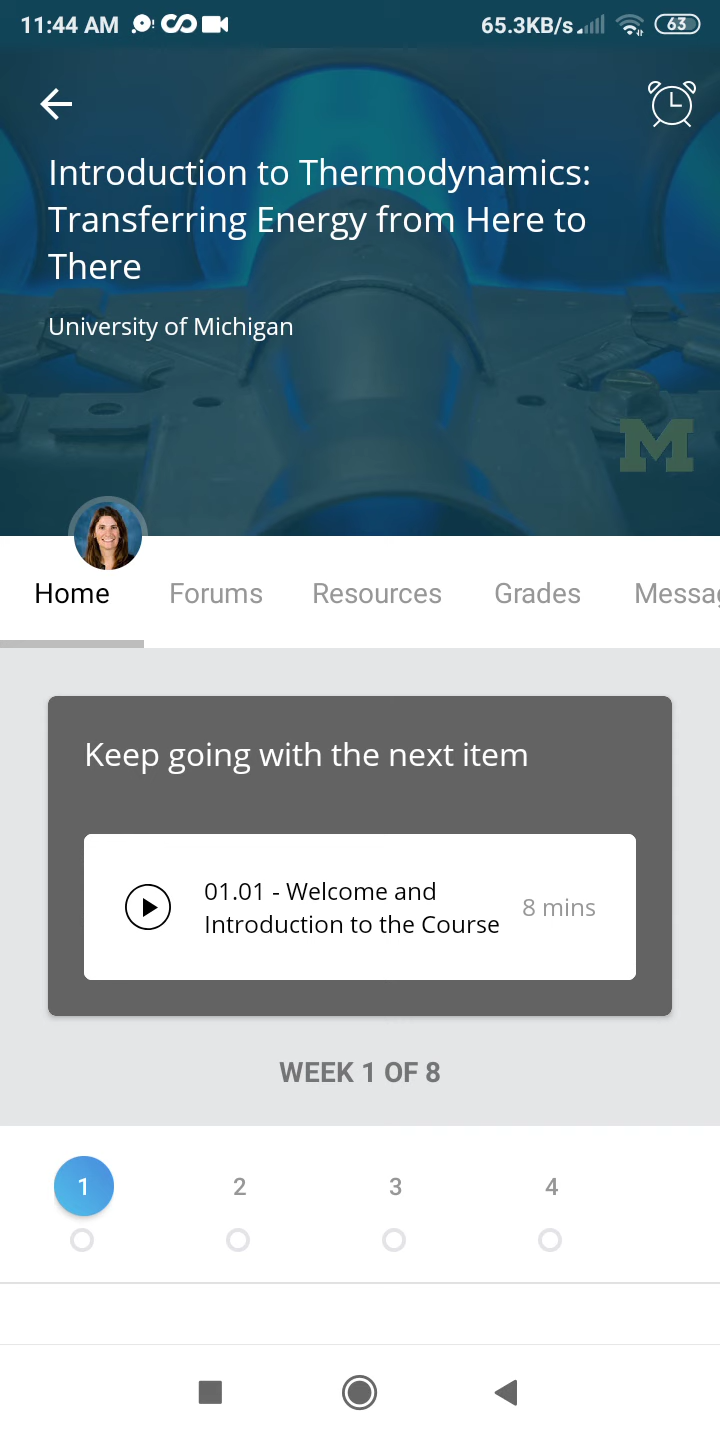 11:44 AM 65.3KB/s 63
Introduction to Thermodynamics:
Transferring Energy from Here to
There
University of Michigan
M
Home Forums Resources Grades Messag
Keep going with the next item
01.01 - Welcome and
Introduction to the Course
8 mins
WEEK 1 OF 8
1 2 3 4